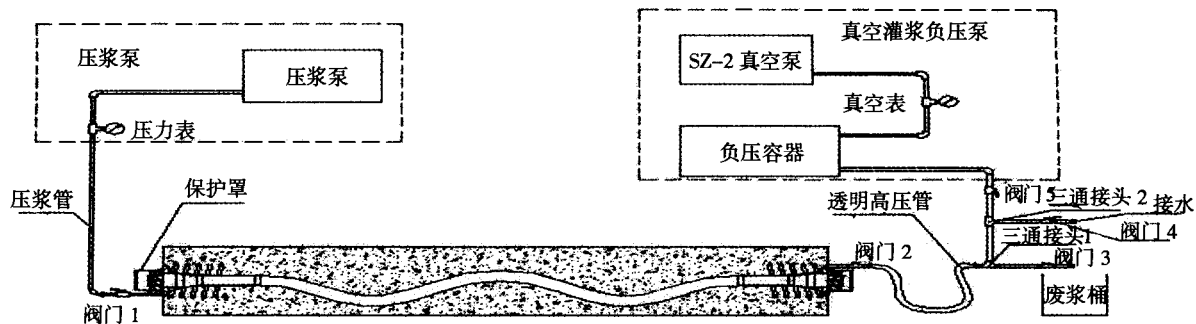 压浆泵
压浆泵
压力表
压浆管
保护罩
阀门 1
真空灌浆负压泵
SZ-2 真空泵
真空表
负压容器
透明高压管
阀门 5
三通接头 2
接水
阀门 4
三通接头1
阀门 2
阀门 3
废浆桶